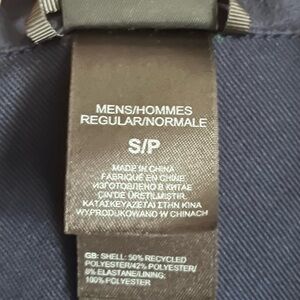 MENS/HOMMES
REGULAR/NORMALE
S/P
MADE IN CHINA
FABRIQUÉ EN CHINE
ИЗГОТОВЛЕНО В КИТАЕ
ÇİN'DE ÜRETİLMİŞTİR.
ΚΑΤΑΣΚΕΥΑΖΕΤΑΙ ΣΤΗΝ ΚΙΝΑ
WYPRODUKOWANO W CHINACH
GB: SHELL: 50% RECYCLED
POLYESTER/42% POLYESTER/
8% ELASTANE/LINING:
100% POLYESTER